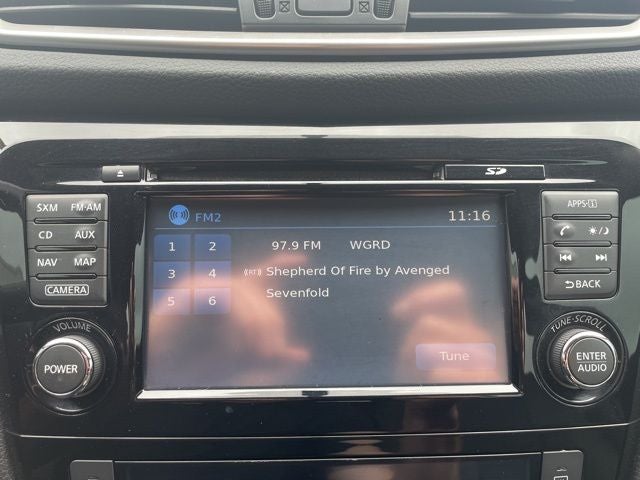 SD
SXM FM·AM
CD AUX
NAV MAP
CAMERA
VOLUME
POWER
FM2 11:16
1 2
3 4
5 6
97.9 FM WGRD
(RT) Shepherd Of Fire by Avenged
Sevenfold
Tune
APPS·i
BACK
TUNE·SCROLL
ENTER
AUDIO